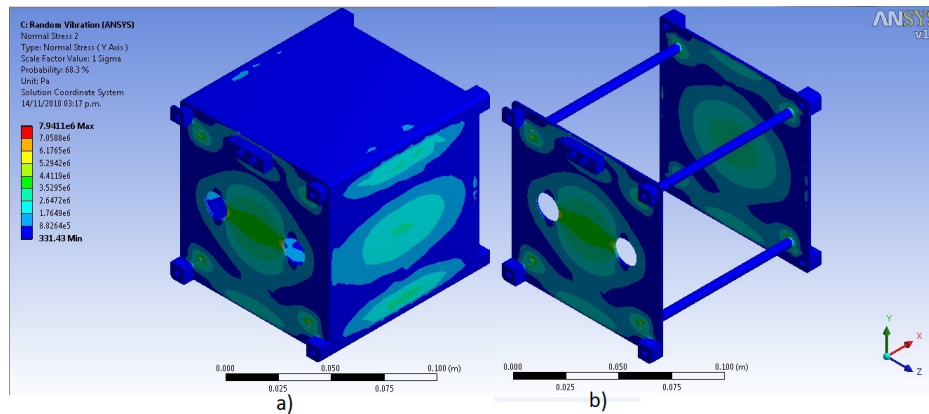 C: Random Vibration (ANSYS)
Normal Stress 2
Type: Normal Stress ( Y Axis )
Scale Factor Value: 1 Sigma
Probability: 68.3 %
Unit: Pa
Solution Coordinate System
14/11/2010 03:17 p.m.
7.9411e6 Max
7.0588e6
6.1765e6
5.2942e6
4.4119e6
3.5295e6
2.6472e6
1.7649e6
8.8264e5
331.43 Min
ANSY
v1
0.000 0.050 0.100 (m)
0.025 0.075
0.000 0.050 0.100 (m)
0.025 0.075
Y
X
Z
a)
b)